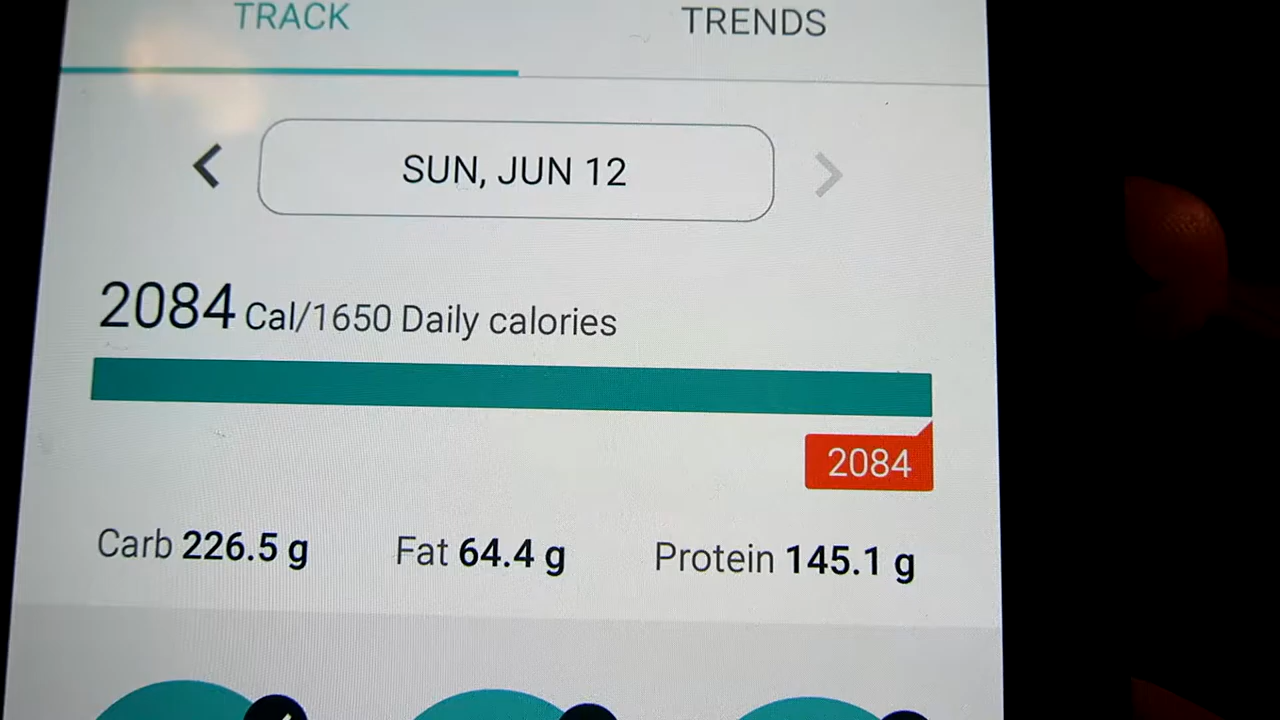 TRACK TRENDS
SUN, JUN 12
2084 Cal/1650 Daily calories
2084
Carb 226.5 g Fat 64.4 g Protein 145.1 g